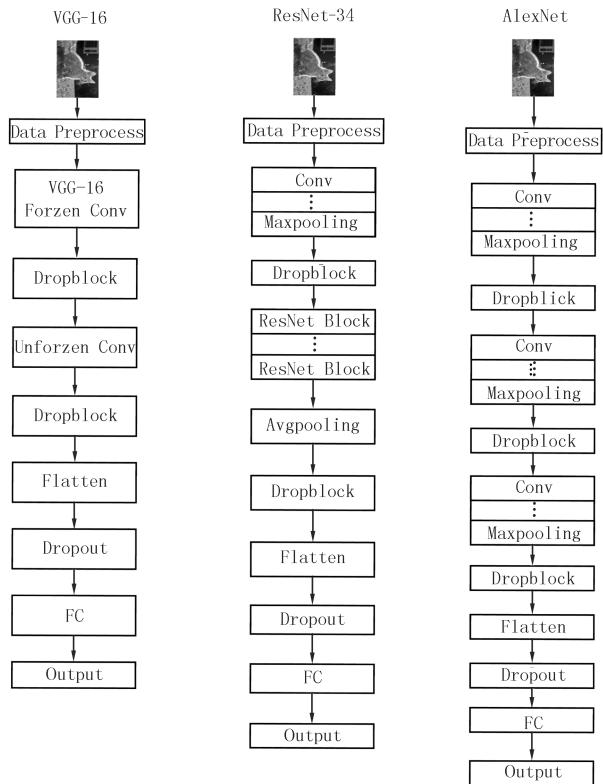 VGG-16
Data Preprocess
VGG-16
Forzen Conv
Dropblock
Unforzen Conv
Dropblock
Flatten
Dropout
FC
Output
ResNet-34
Data Preprocess
Conv
Maxpooling
Dropblock
ResNet Block
ResNet Block
Avgpooling
Dropblock
Flatten
Dropout
FC
Output
AlexNet
Data Preprocess
Conv
Maxpooling
Dropblick
Conv
Maxpooling
Dropblock
Conv
Maxpooling
Dropblock
Flatten
Dropout
FC
Output